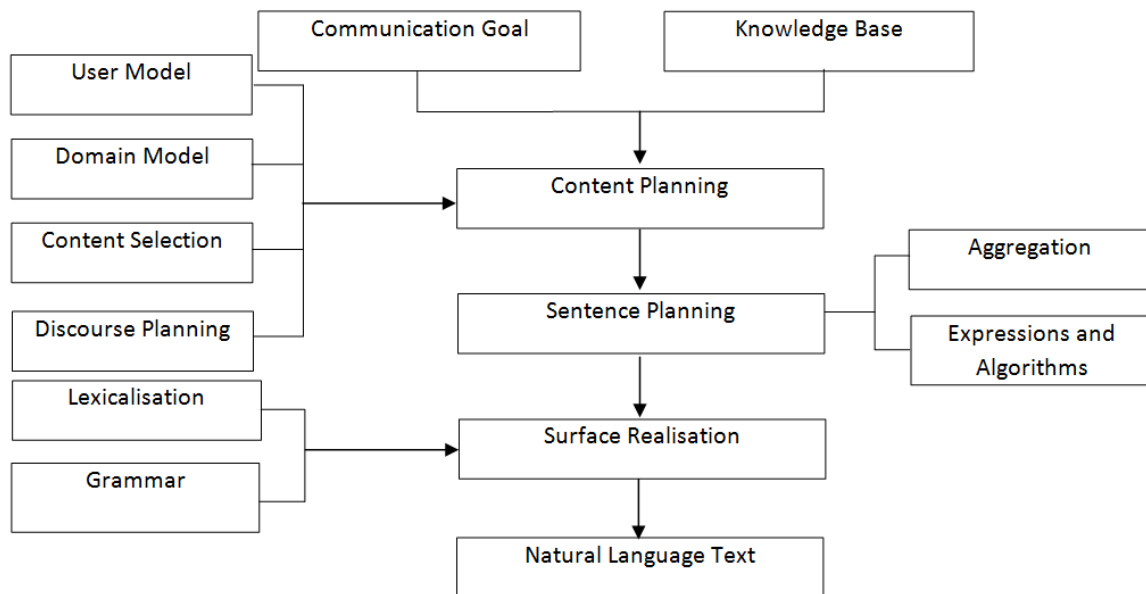 Communication Goal
Knowledge Base
User Model
Domain Model
Content Planning
Content Selection
Aggregation
Sentence Planning
Discourse Planning
Expressions and
Algorithms
Lexicalisation
Surface Realisation
Grammar
Natural Language Text